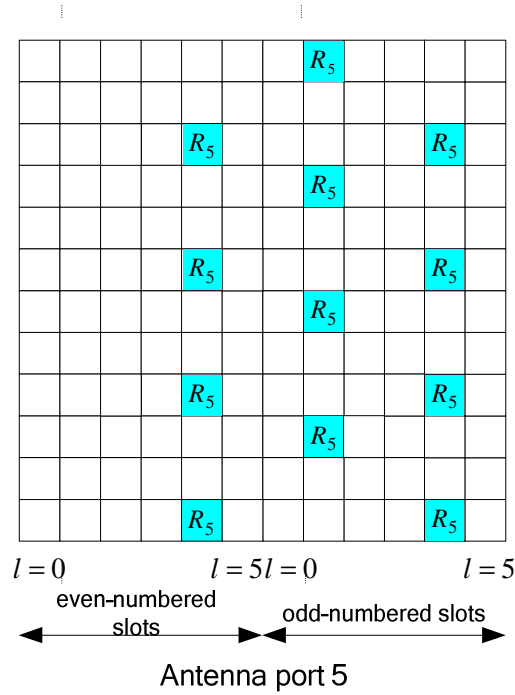 R₅
R₅ R₅
R₅
R₅ R₅
R₅
R₅ R₅
R₅
R₅ R₅
l = 0 l = 5 l = 0 l = 5
even-numbered
slots
odd-numbered slots
Antenna port 5